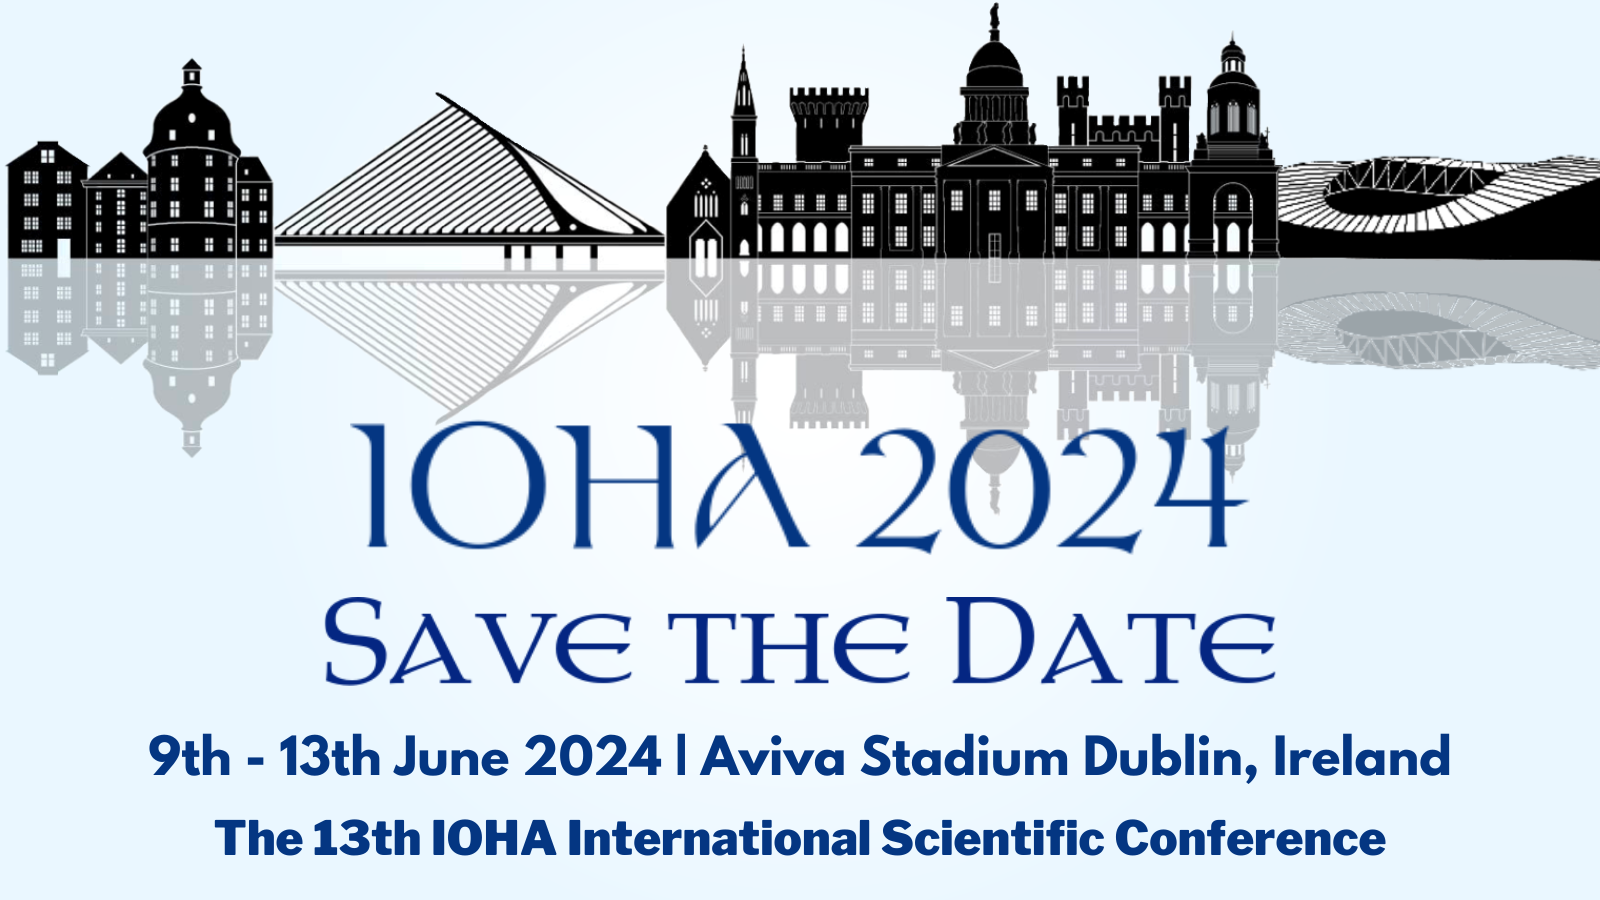 IOHA 2024
Save the Date
9th - 13th June 2024 | Aviva Stadium Dublin, Ireland
The 13th IOHA International Scientific Conference